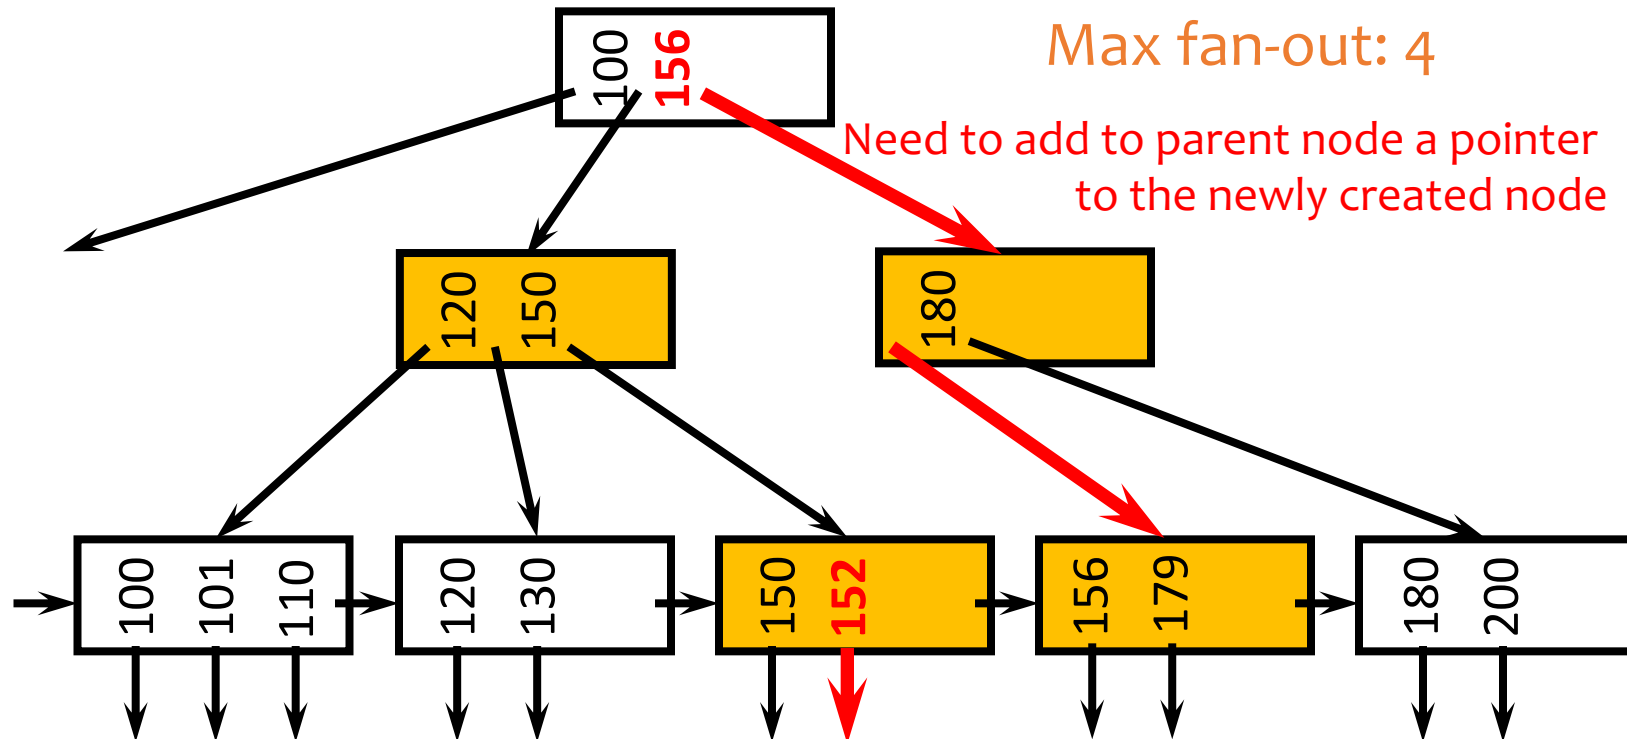 100 156
Max fan-out: 4
Need to add to parent node a pointer
to the newly created node
120 150
180
100 101 110
120 130
150 152
156 179
180 200